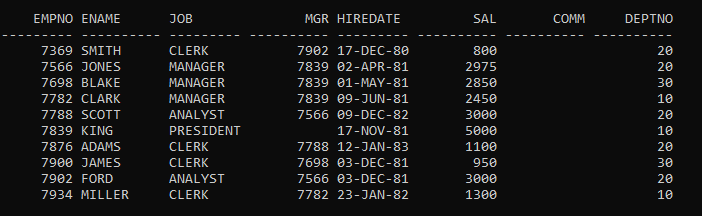 EMPNO ENAME JOB MGR HIREDATE SAL COMM DEPTNO
---------- ---------- --------- ---------- --------- ---------- ---------- ----------
7369 SMITH CLERK 7902 17-DEC-80 800 20
7566 JONES MANAGER 7839 02-APR-81 2975 20
7698 BLAKE MANAGER 7839 01-MAY-81 2850 30
7782 CLARK MANAGER 7839 09-JUN-81 2450 10
7788 SCOTT ANALYST 7566 09-DEC-82 3000 20
7839 KING PRESIDENT 17-NOV-81 5000 10
7876 ADAMS CLERK 7788 12-JAN-83 1100 20
7900 JAMES CLERK 7698 03-DEC-81 950 30
7902 FORD ANALYST 7566 03-DEC-81 3000 20
7934 MILLER CLERK 7782 23-JAN-82 1300 10